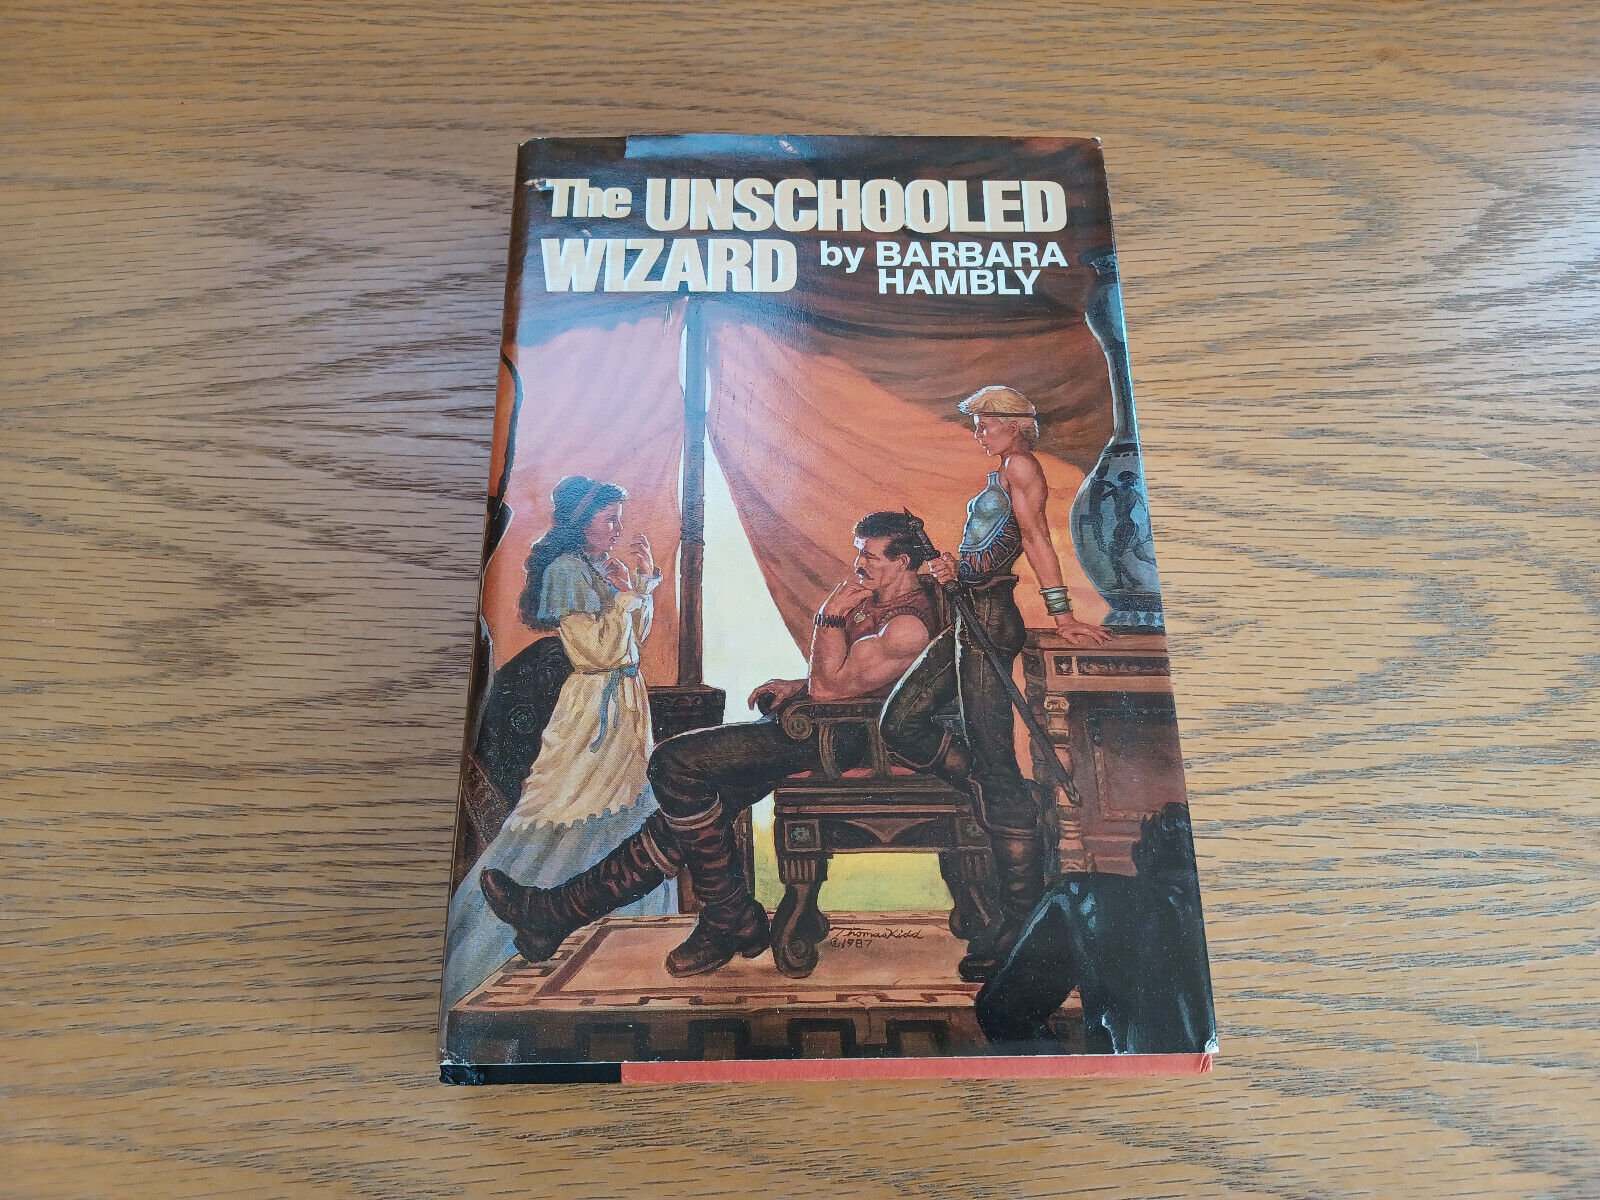 The UNSCHOOLED
WIZARD by BARBARA
HAMBLY
Thomas Kidd
©1987